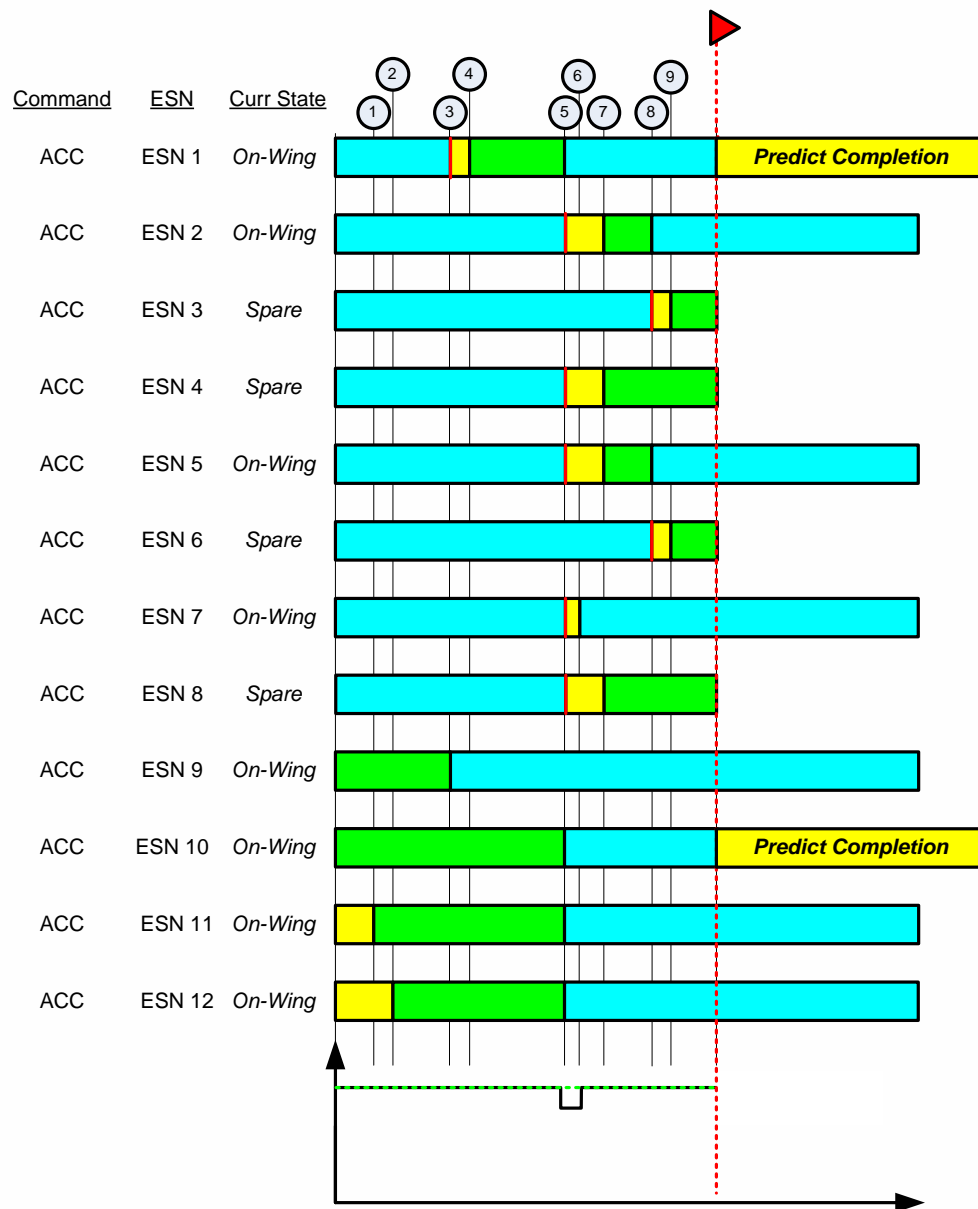 2 4 6 9
Command ESN Curr State 1 3 5 7 8
ACC ESN 1 On-Wing Predict Completion
ACC ESN 2 On-Wing
ACC ESN 3 Spare
ACC ESN 4 Spare
ACC ESN 5 On-Wing
ACC ESN 6 Spare
ACC ESN 7 On-Wing
ACC ESN 8 Spare
ACC ESN 9 On-Wing
ACC ESN 10 On-Wing Predict Completion
ACC ESN 11 On-Wing
ACC ESN 12 On-Wing